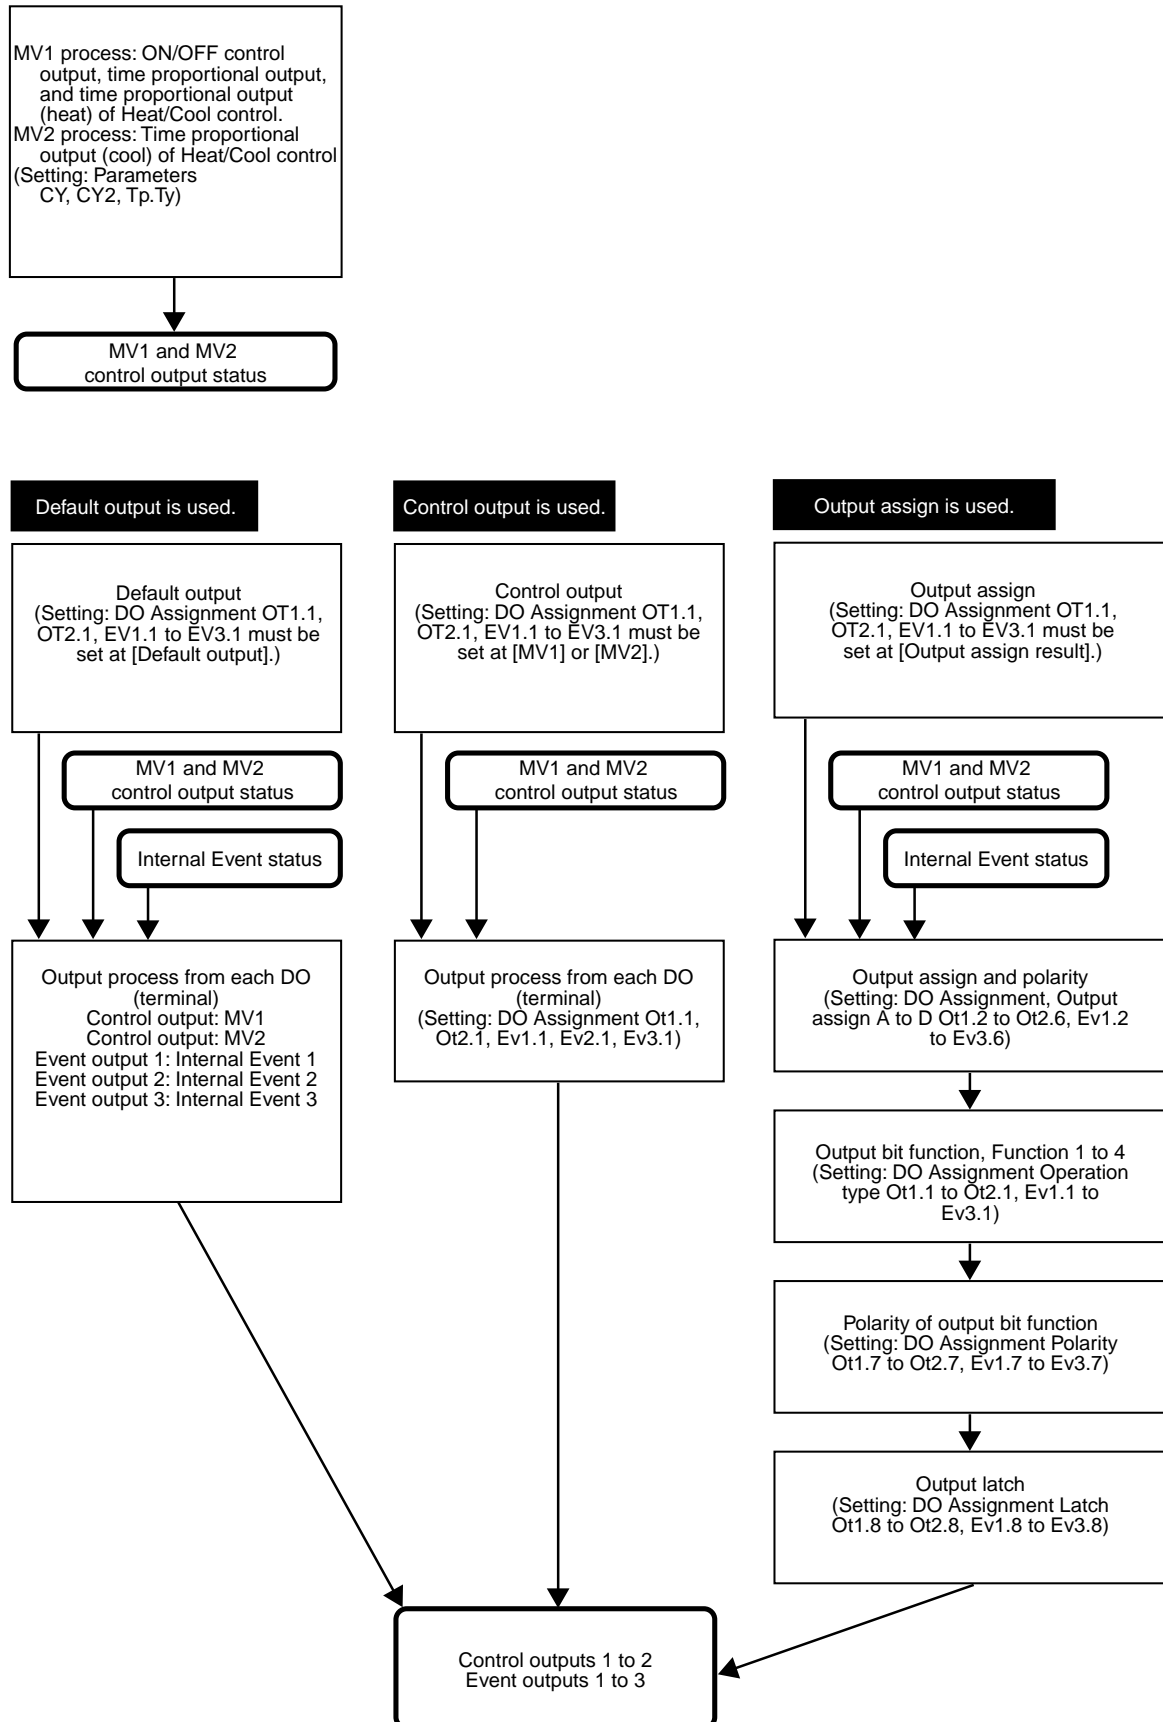 MV1 process: ON/OFF control
output, time proportional output,
and time proportional output
(heat) of Heat/Cool control.
MV2 process: Time proportional
output (cool) of Heat/Cool control
(Setting: Parameters
CY, CY2, Tp.Ty)
MV1 and MV2
control output status
Default output is used.
Default output
(Setting: DO Assignment OT1.1,
OT2.1, EV1.1 to EV3.1 must be
set at [Default output].)
MV1 and MV2
control output status
Internal Event status
Output process from each DO
(terminal)
Control output: MV1
Control output: MV2
Event output 1: Internal Event 1
Event output 2: Internal Event 2
Event output 3: Internal Event 3
Control output is used.
Control output
(Setting: DO Assignment OT1.1,
OT2.1, EV1.1 to EV3.1 must be
set at [MV1] or [MV2].)
MV1 and MV2
control output status
Output process from each DO
(terminal)
(Setting: DO Assignment Ot1.1,
Ot2.1, Ev1.1, Ev2.1, Ev3.1)
Output assign is used.
Output assign
(Setting: DO Assignment OT1.1,
OT2.1, EV1.1 to EV3.1 must be
set at [Output assign result].)
MV1 and MV2
control output status
Internal Event status
Output assign and polarity
(Setting: DO Assignment, Output
assign A to D Ot1.2 to Ot2.6, Ev1.2
to Ev3.6)
Output bit function, Function 1 to 4
(Setting: DO Assignment Operation
type Ot1.1 to Ot2.1, Ev1.1 to
Ev3.1)
Polarity of output bit function
(Setting: DO Assignment Polarity
Ot1.7 to Ot2.7, Ev1.7 to Ev3.7)
Output latch
(Setting: DO Assignment Latch
Ot1.8 to Ot2.8, Ev1.8 to Ev3.8)
Control outputs 1 to 2
Event outputs 1 to 3